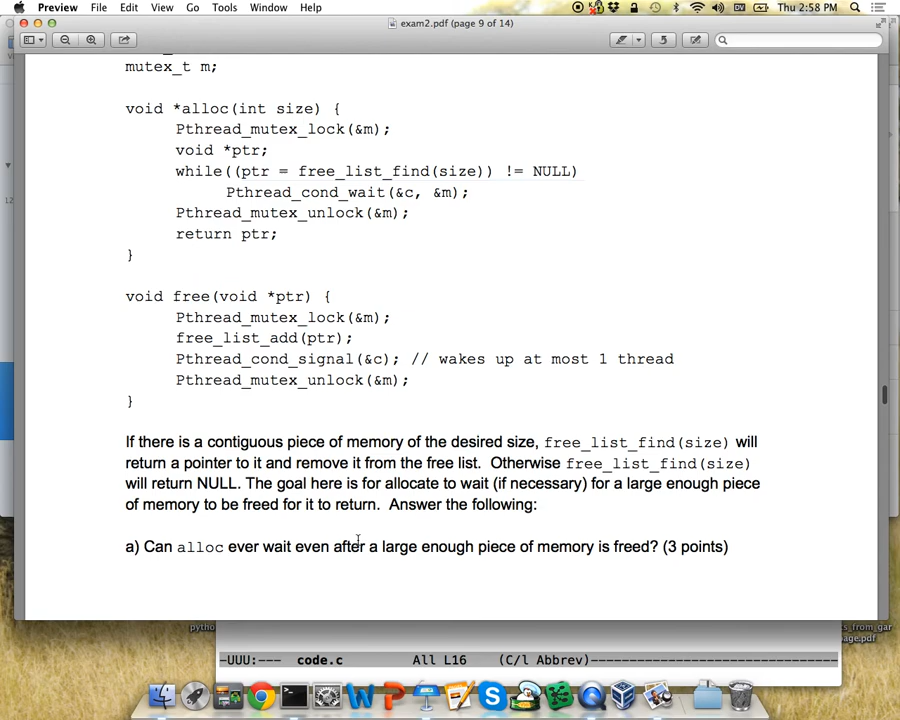 Preview File Edit View Go Tools Window Help Thu 2:58 PM
exam2.pdf (page 9 of 14)
mutex_t m;
void *alloc(int size) {
Pthread_mutex_lock(&m);
void *ptr;
while((ptr = free_list_find(size)) != NULL)
Pthread_cond_wait(&c, &m);
Pthread_mutex_unlock(&m);
return ptr;
}
void free(void *ptr) {
Pthread_mutex_lock(&m);
free_list_add(ptr);
Pthread_cond_signal(&c); // wakes up at most 1 thread
Pthread_mutex_unlock(&m);
}
If there is a contiguous piece of memory of the desired size, free_list_find(size) will
return a pointer to it and remove it from the free list. Otherwise free_list_find(size)
will return NULL. The goal here is for allocate to wait (if necessary) for a large enough piece
of memory to be freed for it to return. Answer the following:
a) Can alloc ever wait even after a large enough piece of memory is freed? (3 points)
pytho
ts_from_gar
page.pdf
-UUU:--- code.c All L16 (C/l Abbrev)